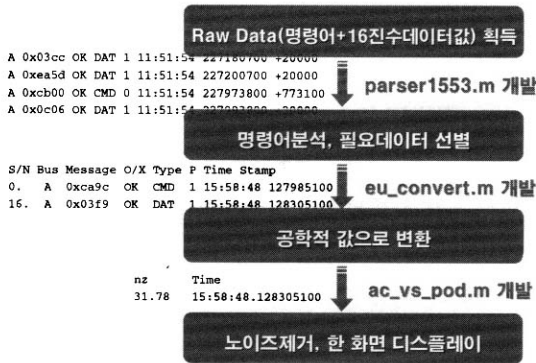 Raw Data(명령어+16진수데이터값) 획득
A 0x03cc OK DAT 1 11:51:54 227180700 +20000
A 0xea5d OK DAT 1 11:51:54 227200700 +20000
A 0xcb00 OK CMD 0 11:51:54 227973800 +773100
A 0x0c06 OK DAT 1 11:51:54
parser1553.m 개발
명령어분석, 필요데이터 선별
S/N Bus Message O/X Type P Time Stamp
0. A 0xca9c OK CMD 1 15:58:48 127985100
16. A 0x03f9 OK DAT 1 15:58:48 128305100
eu_convert.m 개발
공학적 값으로 변환
nz Time
31.78 15:58:48.128305100
ac_vs_pod.m 개발
노이즈제거, 한 화면 디스플레이